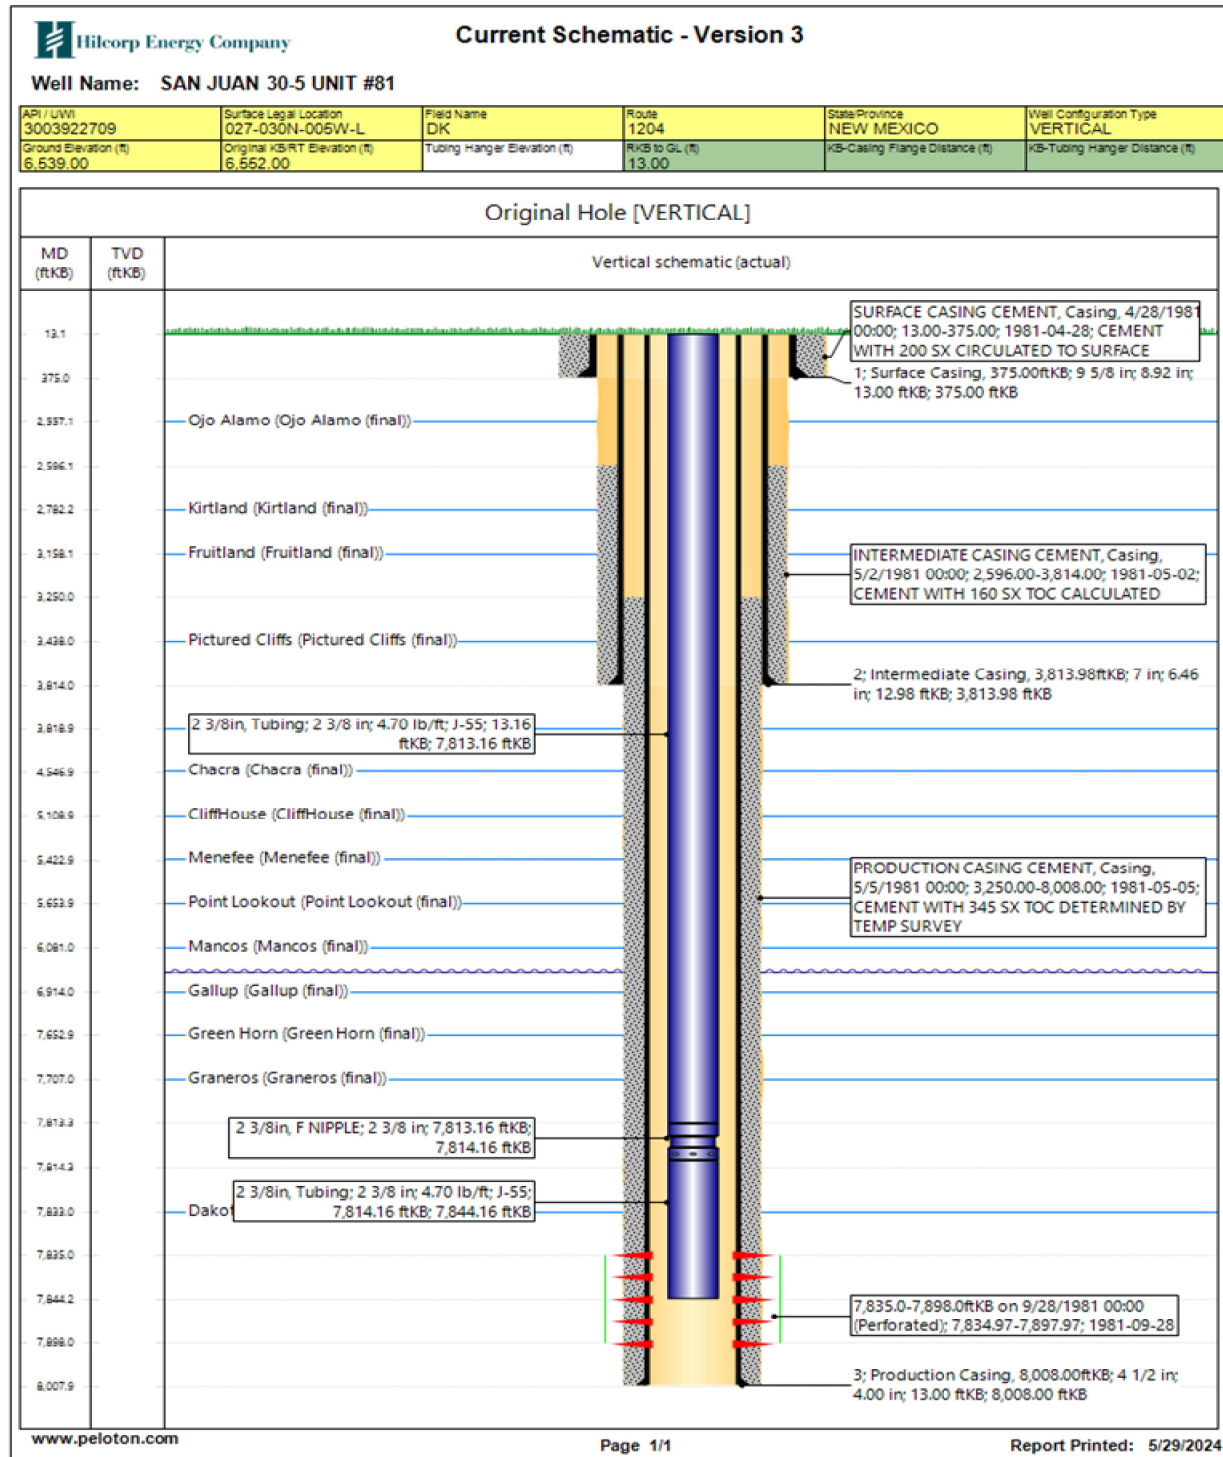 Hilcorp Energy Company
Current Schematic - Version 3
Well Name: SAN JUAN 30-5 UNIT #81
API / UWI
3003922709
Surface Legal Location
027-030N-005W-L
Field Name
DK
Route
1204
State/Province
NEW MEXICO
Well Configuration Type
VERTICAL
Ground Elevation (ft)
6,539.00
Original KB/RT Elevation (ft)
6,552.00
Tubing Hanger Elevation (ft)
RKB to GL (ft)
13.00
KB-Casing Flange Distance (ft)
KB-Tubing Hanger Distance (ft)
Original Hole [VERTICAL]
MD
(ftKB)
TVD
(ftKB)
Vertical schematic (actual)
SURFACE CASING CEMENT, Casing, 4/28/1981
00:00; 13.00-375.00; 1981-04-28; CEMENT
WITH 200 SX CIRCULATED TO SURFACE
13.1
1; Surface Casing, 375.00ftKB; 9 5/8 in; 8.92 in;
13.00 ftKB; 375.00 ftKB
375.0
2,557.1
Ojo Alamo (Ojo Alamo (final))
2,596.1
2,782.2
Kirtland (Kirtland (final))
3,158.1
Fruitland (Fruitland (final))
INTERMEDIATE CASING CEMENT, Casing,
5/2/1981 00:00; 2,596.00-3,814.00; 1981-05-02;
CEMENT WITH 160 SX TOC CALCULATED
3,250.0
3,438.0
Pictured Cliffs (Pictured Cliffs (final))
3,814.0
2; Intermediate Casing, 3,813.98ftKB; 7 in; 6.46
in; 12.98 ftKB; 3,813.98 ftKB
3,818.9
2 3/8in, Tubing; 2 3/8 in; 4.70 lb/ft; J-55; 13.16
ftKB; 7,813.16 ftKB
4,546.9
Chacra (Chacra (final))
5,108.9
CliffHouse (CliffHouse (final))
5,422.9
Menefee (Menefee (final))
PRODUCTION CASING CEMENT, Casing,
5/5/1981 00:00; 3,250.00-8,008.00; 1981-05-05;
CEMENT WITH 345 SX TOC DETERMINED BY
TEMP SURVEY
5,653.9
Point Lookout (Point Lookout (final))
6,081.0
Mancos (Mancos (final))
6,914.0
Gallup (Gallup (final))
7,652.9
Green Horn (Green Horn (final))
7,707.0
Graneros (Graneros (final))
7,813.3
2 3/8in, F NIPPLE; 2 3/8 in; 7,813.16 ftKB;
7,814.16 ftKB
7,814.3
2 3/8in, Tubing; 2 3/8 in; 4.70 lb/ft; J-55;
7,814.16 ftKB; 7,844.16 ftKB
7,833.0
Dakot
7,835.0
7,844.2
7,835.0-7,898.0ftKB on 9/28/1981 00:00
(Perforated); 7,834.97-7,897.97; 1981-09-28
7,898.0
3; Production Casing, 8,008.00ftKB; 4 1/2 in;
4.00 in; 13.00 ftKB; 8,008.00 ftKB
8,007.9
www.peloton.com
Page 1/1
Report Printed: 5/29/2024